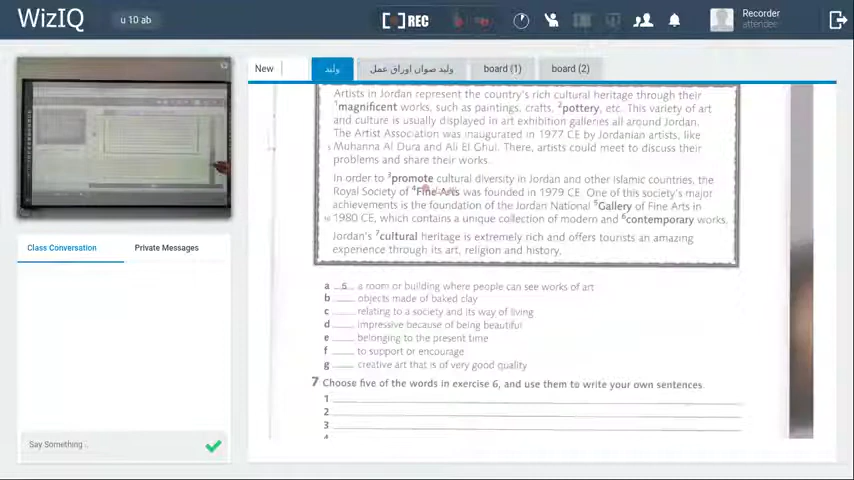 WizIQ
u 10 ab
REC
Recorder
attendee
New
وليد
وليد صوان اوراق عمل
board (1)
board (2)
Artists in Jordan represent the country's rich cultural heritage through their
1magnificent works, such as paintings, crafts, 2pottery, etc. This variety of art
and culture is usually displayed in art exhibition galleries all around Jordan.
The Artist Association was inaugurated in 1977 CE by Jordanian artists, like
5 Muhanna Al Dura and Ali El Ghul. There, artists could meet to discuss their
problems and share their works.
In order to 3promote cultural diversity in Jordan and other Islamic countries, the
Royal Society of 4Fine Arts was founded in 1979 CE. One of this society's major
achievements is the foundation of the Jordan National 5Gallery of Fine Arts in
10 1980 CE, which contains a unique collection of modern and 6contemporary works.
Jordan's 7cultural heritage is extremely rich and offers tourists an amazing
experience through its art, religion and history.
a 5 a room or building where people can see works of art
b ____ objects made of baked clay
c ____ relating to a society and its way of living
d ____ impressive because of being beautiful
e ____ belonging to the present time
f ____ to support or encourage
g ____ creative art that is of very good quality
7 Choose five of the words in exercise 6, and use them to write your own sentences.
1
2
3
Class Conversation
Private Messages
Say Something..